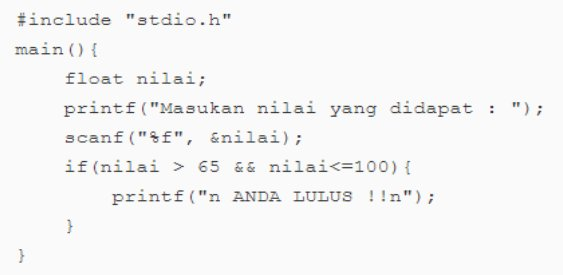 #include "stdio.h"
main(){
    float nilai;
    printf("Masukan nilai yang didapat : ");
    scanf("%f", &nilai);
    if(nilai > 65 && nilai<=100){
        printf("n ANDA LULUS !!n");
    }
}